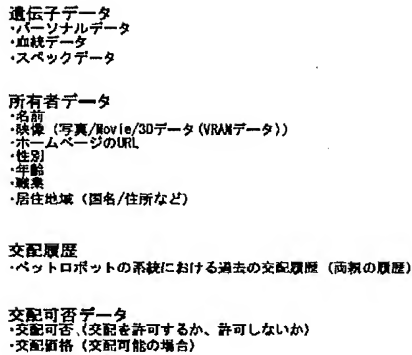 遺伝子データ
・パーソナルデータ
・血統データ
・スペックデータ
所有者データ
・名前
・映像（写真/Movie/3Dデータ(VRAMデータ)）
・ホームページのURL
・性別
・年齢
・職業
・居住地域（国名/住所など）
交配履歴
・ペットロボットの系統における過去の交配履歴（両親の履歴）
交配可否データ
・交配可否、（交配を許可するか、許可しないか）
・交配価格（交配可能の場合）